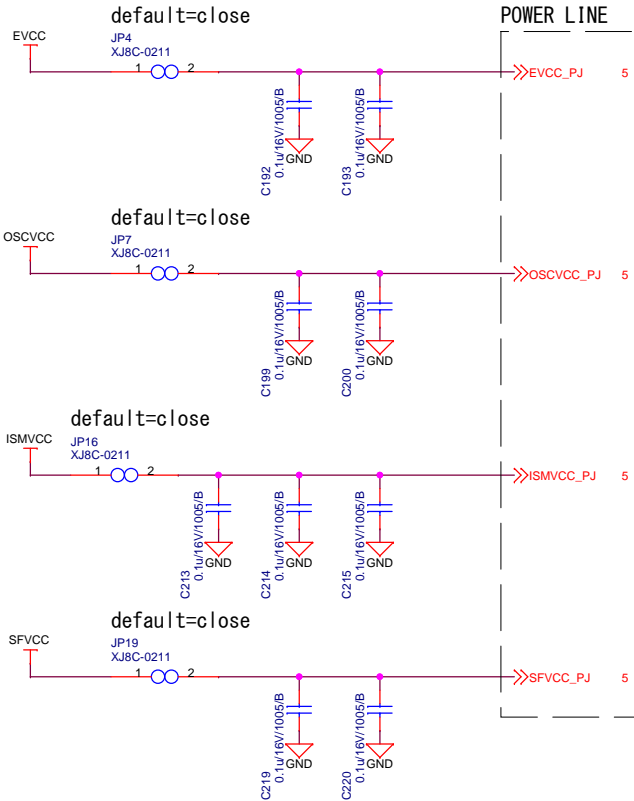 default=close
POWER LINE
EVCC
JP4
XJ8C-0211
1 2
EVCC_PJ 5
C192
0.1u/16V/1005/B
GND
C193
0.1u/16V/1005/B
GND
default=close
OSCVCC
JP7
XJ8C-0211
1 2
OSCVCC_PJ 5
C199
0.1u/16V/1005/B
GND
C200
0.1u/16V/1005/B
GND
default=close
ISMVCC
JP16
XJ8C-0211
1 2
ISMVCC_PJ 5
C213
0.1u/16V/1005/B
GND
C214
0.1u/16V/1005/B
GND
C215
0.1u/16V/1005/B
GND
default=close
SFVCC
JP19
XJ8C-0211
1 2
SFVCC_PJ 5
C219
0.1u/16V/1005/B
GND
C220
0.1u/16V/1005/B
GND